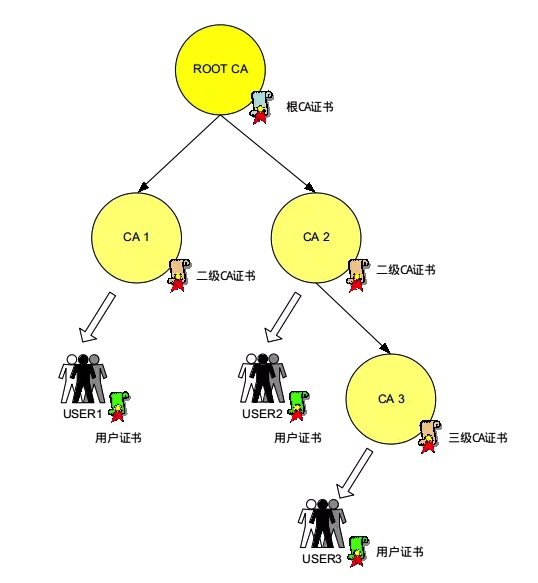 ROOT CA
根CA证书
CA 1
CA 2
二级CA证书
二级CA证书
USER1
用户证书
USER2
用户证书
CA 3
三级CA证书
USER3
用户证书